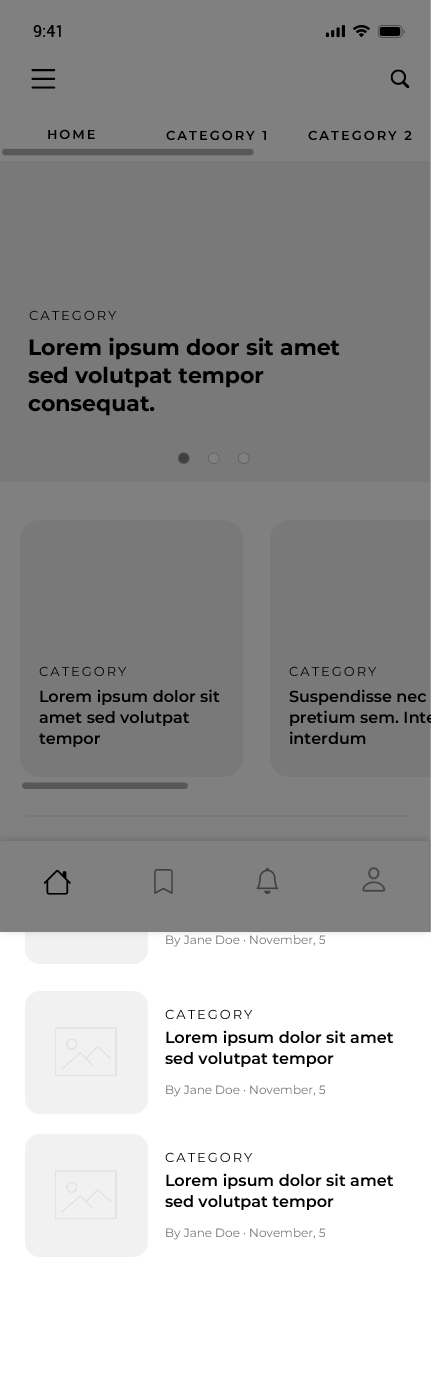 9:41
HOME CATEGORY 1 CATEGORY 2
CATEGORY
Lorem ipsum door sit amet
sed volutpat tempor
consequat.
CATEGORY
Lorem ipsum dolor sit
amet sed volutpat
tempor
CATEGORY
Suspendisse nec
pretium sem. Inte
interdum
By Jane Doe · November, 5
CATEGORY
Lorem ipsum dolor sit amet
sed volutpat tempor
By Jane Doe · November, 5
CATEGORY
Lorem ipsum dolor sit amet
sed volutpat tempor
By Jane Doe · November, 5